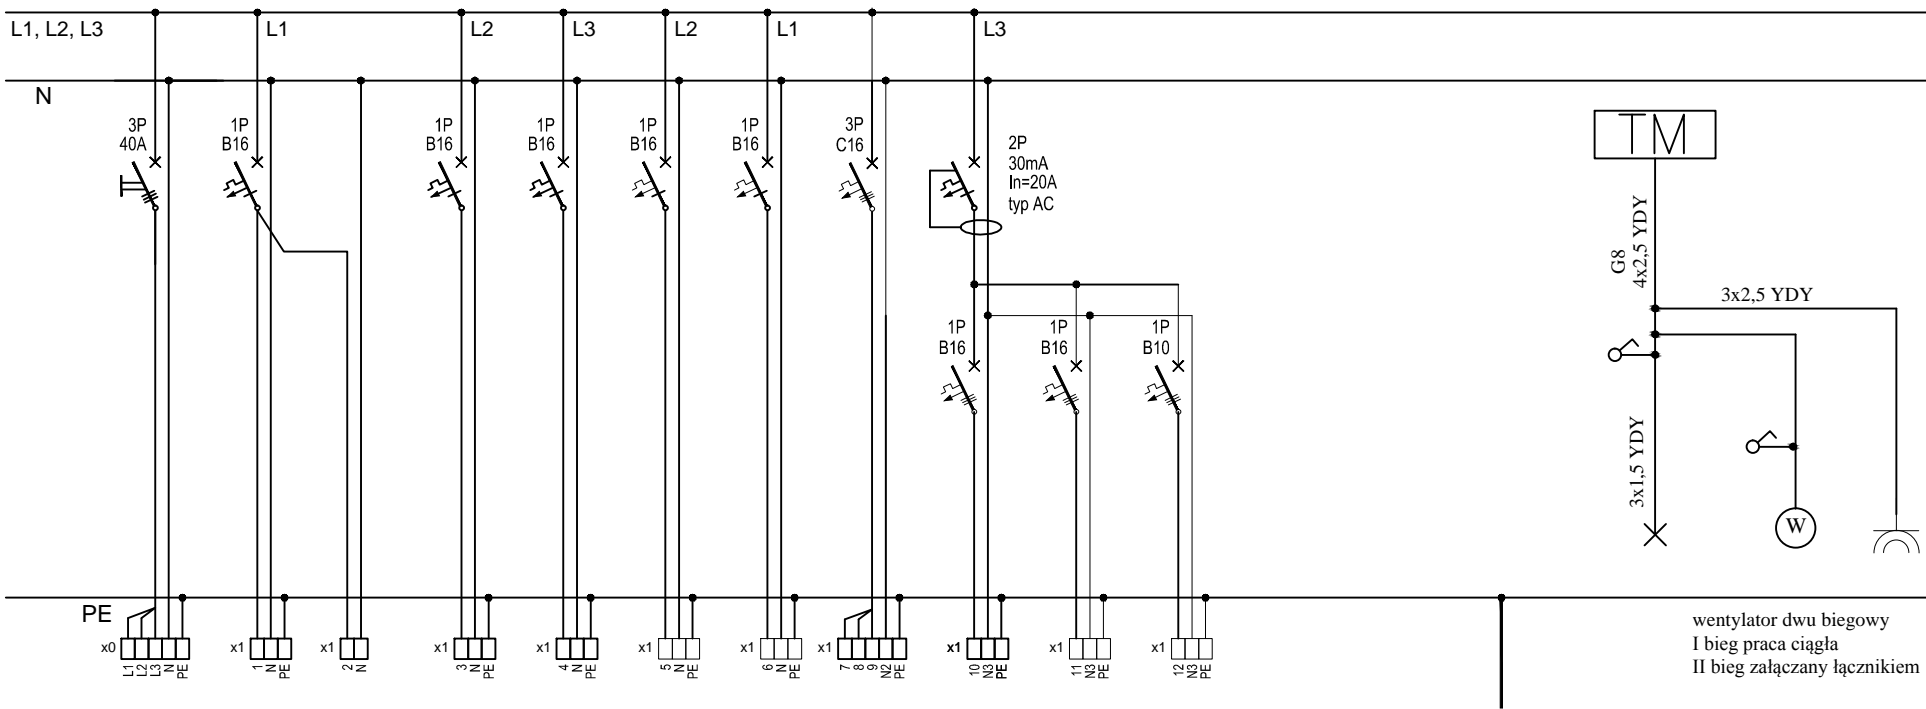 L1, L2, L3
L1
L2
L3
L2
L1
L3
N
3P
40A
1P
B16
1P
B16
1P
B16
1P
B16
1P
B16
3P
C16
2P
30mA
In=20A
typ AC
1P
B16
1P
B16
1P
B10
TM
G8
4x2,5 YDY
3x2,5 YDY
3x1,5 YDY
W
PE
x0
L1
L2
L3
N
PE
x1
1
N
PE
x1
2
N
x1
3
N
PE
x1
4
N
PE
x1
5
N
PE
x1
6
N
PE
x1
7
8
9
N2
PE
x1
10
N3
PE
x1
11
N3
PE
x1
12
N3
PE
wentylator dwu biegowy
I bieg praca ciągła
II bieg załączany łącznikiem